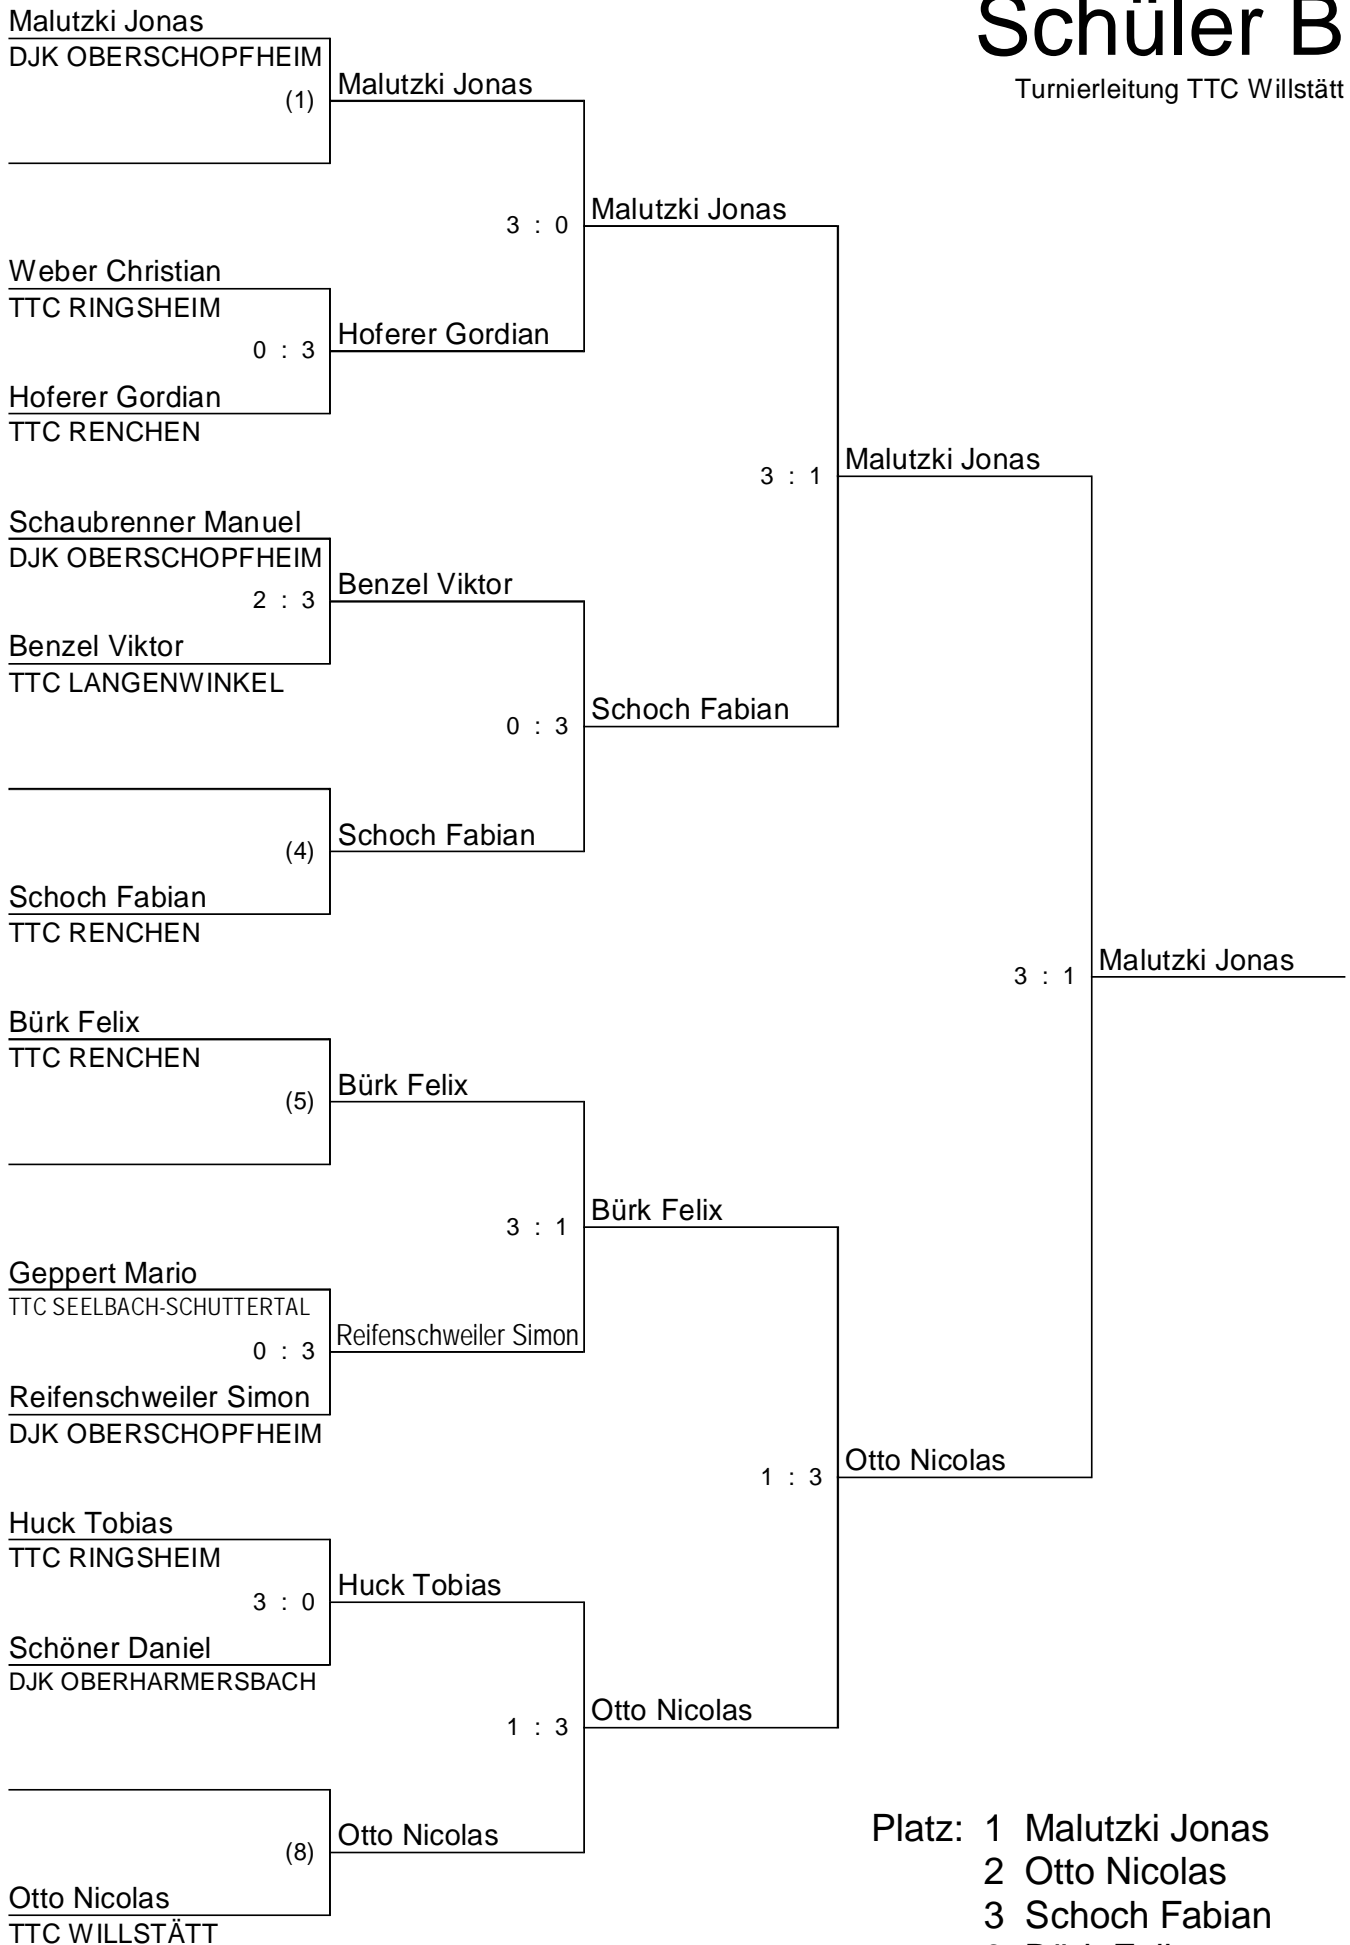 Schüler B
Turnierleitung TTC Willstätt
Malutzki Jonas
DJK OBERSCHOPFHEIM
(1)
Malutzki Jonas
3 : 0
Malutzki Jonas
Weber Christian
TTC RINGSHEIM
0 : 3
Hoferer Gordian
Hoferer Gordian
TTC RENCHEN
3 : 1
Malutzki Jonas
Schaubrenner Manuel
DJK OBERSCHOPFHEIM
2 : 3
Benzel Viktor
Benzel Viktor
TTC LANGENWINKEL
0 : 3
Schoch Fabian
(4)
Schoch Fabian
Schoch Fabian
TTC RENCHEN
3 : 1
Malutzki Jonas
Bürk Felix
TTC RENCHEN
(5)
Bürk Felix
3 : 1
Bürk Felix
Geppert Mario
TTC SEELBACH-SCHUTTERTAL
0 : 3
Reifenschweiler Simon
Reifenschweiler Simon
DJK OBERSCHOPFHEIM
1 : 3
Otto Nicolas
Huck Tobias
TTC RINGSHEIM
3 : 0
Huck Tobias
Schöner Daniel
DJK OBERHARMERSBACH
1 : 3
Otto Nicolas
(8)
Otto Nicolas
Otto Nicolas
TTC WILLSTÄTT
Platz: 1 Malutzki Jonas
2 Otto Nicolas
3 Schoch Fabian